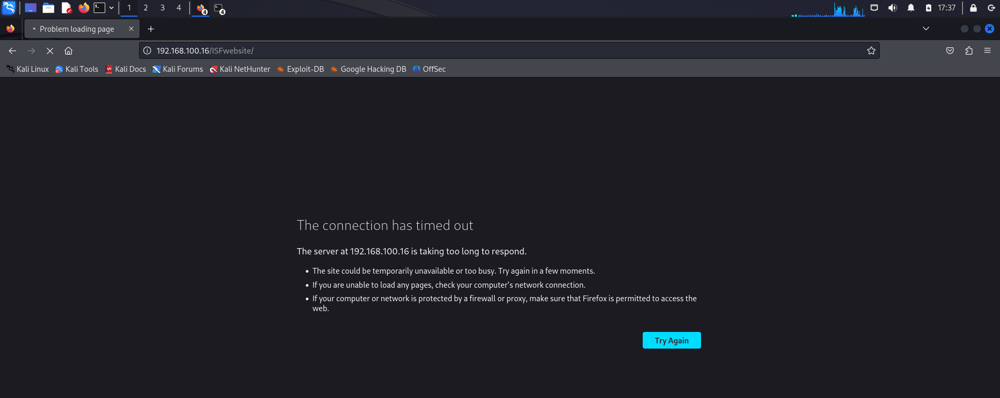 1 2 3 4 4 4 17:37
Problem loading page
192.168.100.16/ISFwebsite/
Kali Linux Kali Tools Kali Docs Kali Forums Kali NetHunter Exploit-DB Google Hacking DB OffSec
The connection has timed out
The server at 192.168.100.16 is taking too long to respond.
• The site could be temporarily unavailable or too busy. Try again in a few moments.
• If you are unable to load any pages, check your computer’s network connection.
• If your computer or network is protected by a firewall or proxy, make sure that Firefox is permitted to access the
web.
Try Again